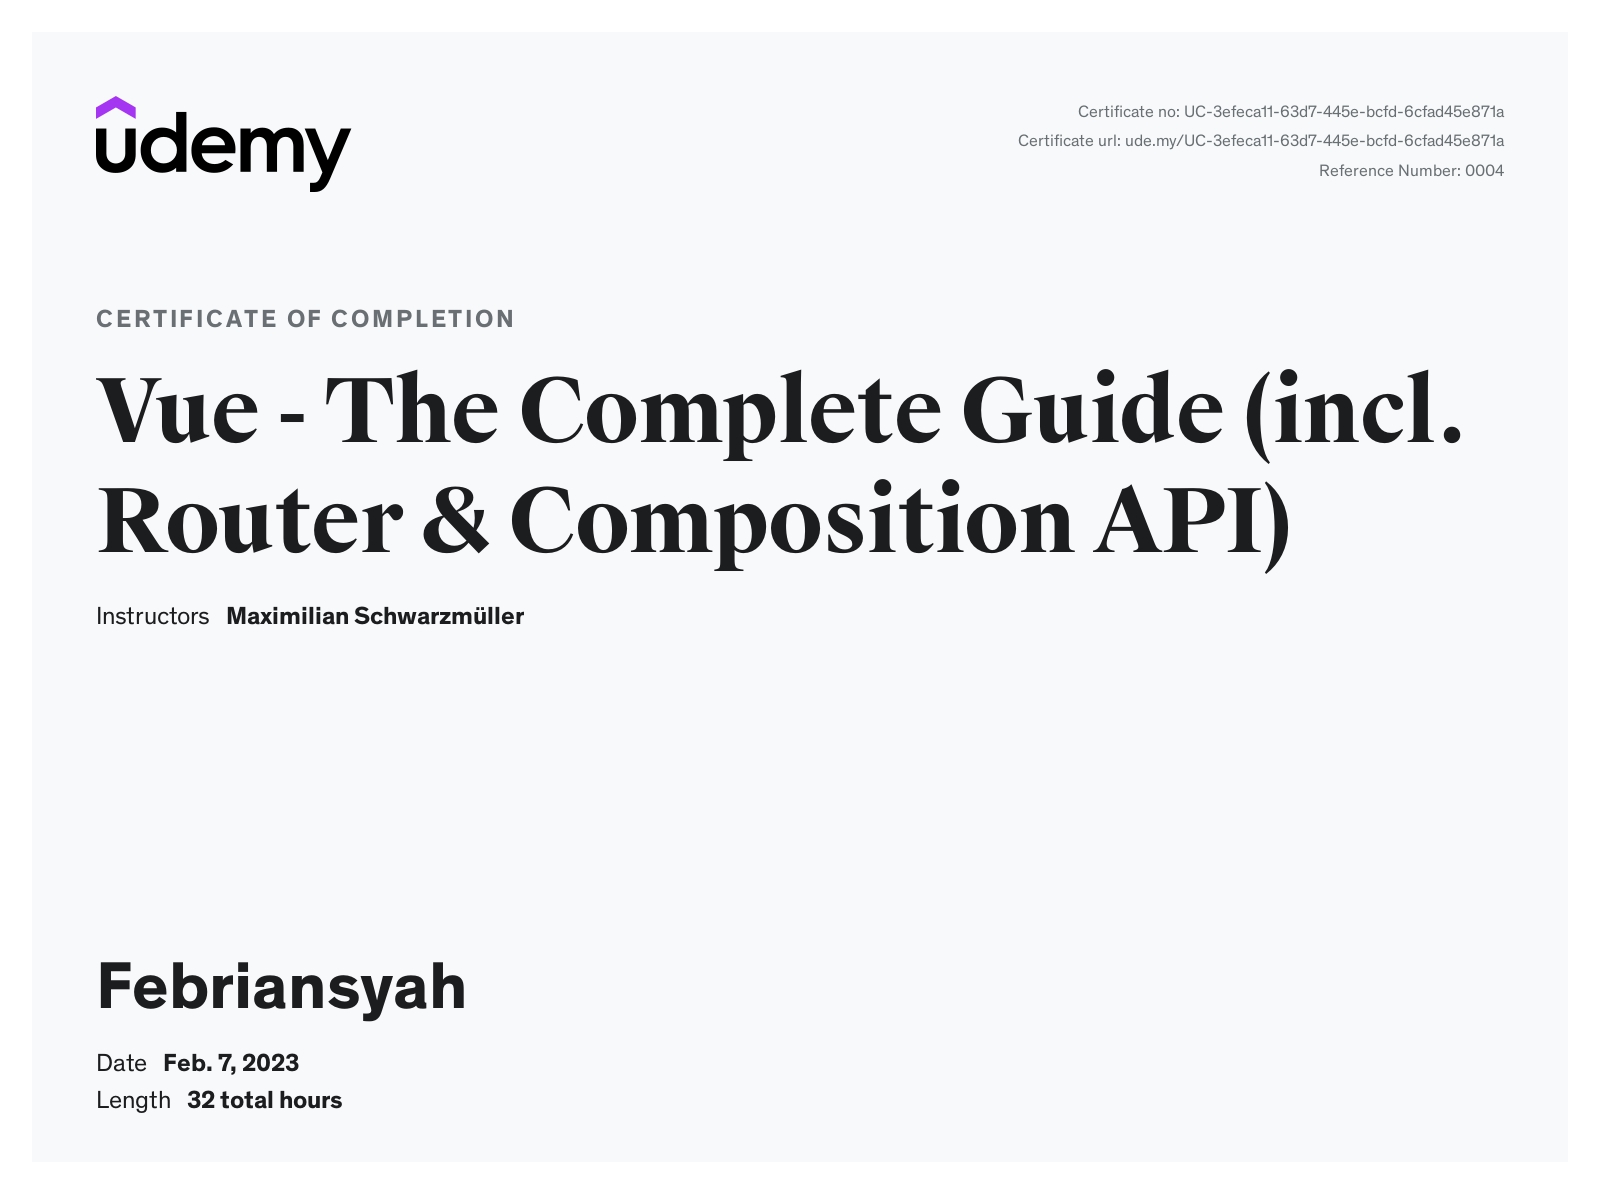 udemy
Certificate no: UC-3efeca11-63d7-445e-bcfd-6cfad45e871a
Certificate url: ude.my/UC-3efeca11-63d7-445e-bcfd-6cfad45e871a
Reference Number: 0004
CERTIFICATE OF COMPLETION
Vue - The Complete Guide (incl.
Router & Composition API)
Instructors Maximilian Schwarzmüller
Febriansyah
Date Feb. 7, 2023
Length 32 total hours